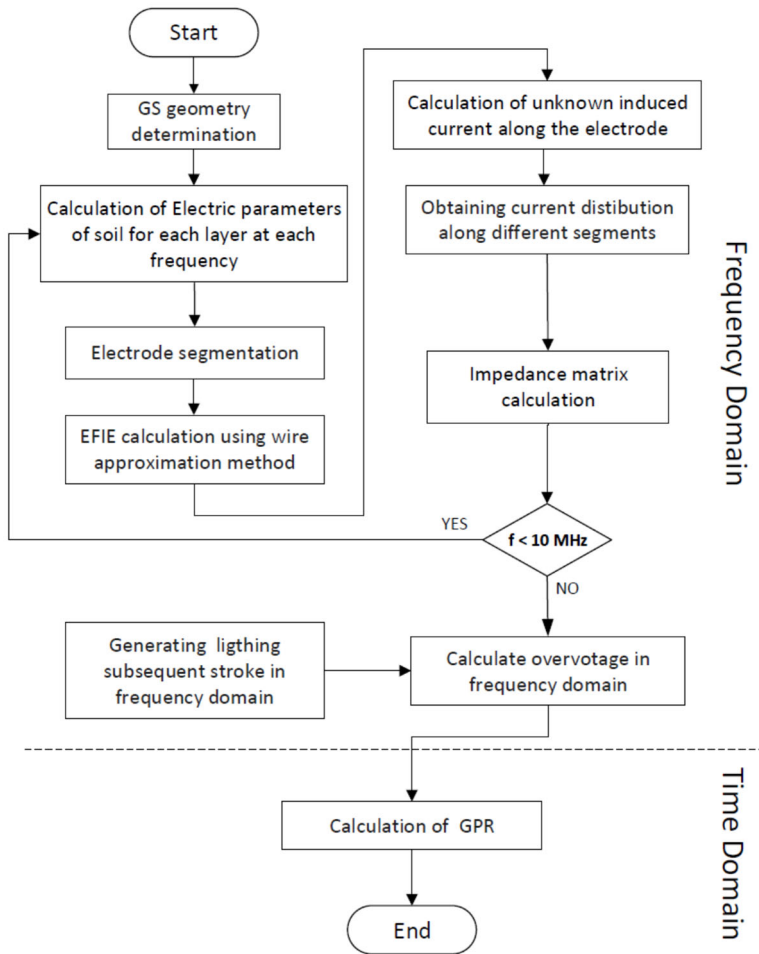 Start
GS geometry
determination
Calculation of Electric parameters
of soil for each layer at each
frequency
Electrode segmentation
EFIE calculation using wire
approximation method
Calculation of unknown induced
current along the electrode
Obtaining current distibution
along different segments
Impedance matrix
calculation
f < 10 MHz
YES
NO
Generating ligthing
subsequent stroke in
frequency domain
Calculate overvotage in
frequency domain
Calculation of GPR
End
Frequency Domain
Time Domain